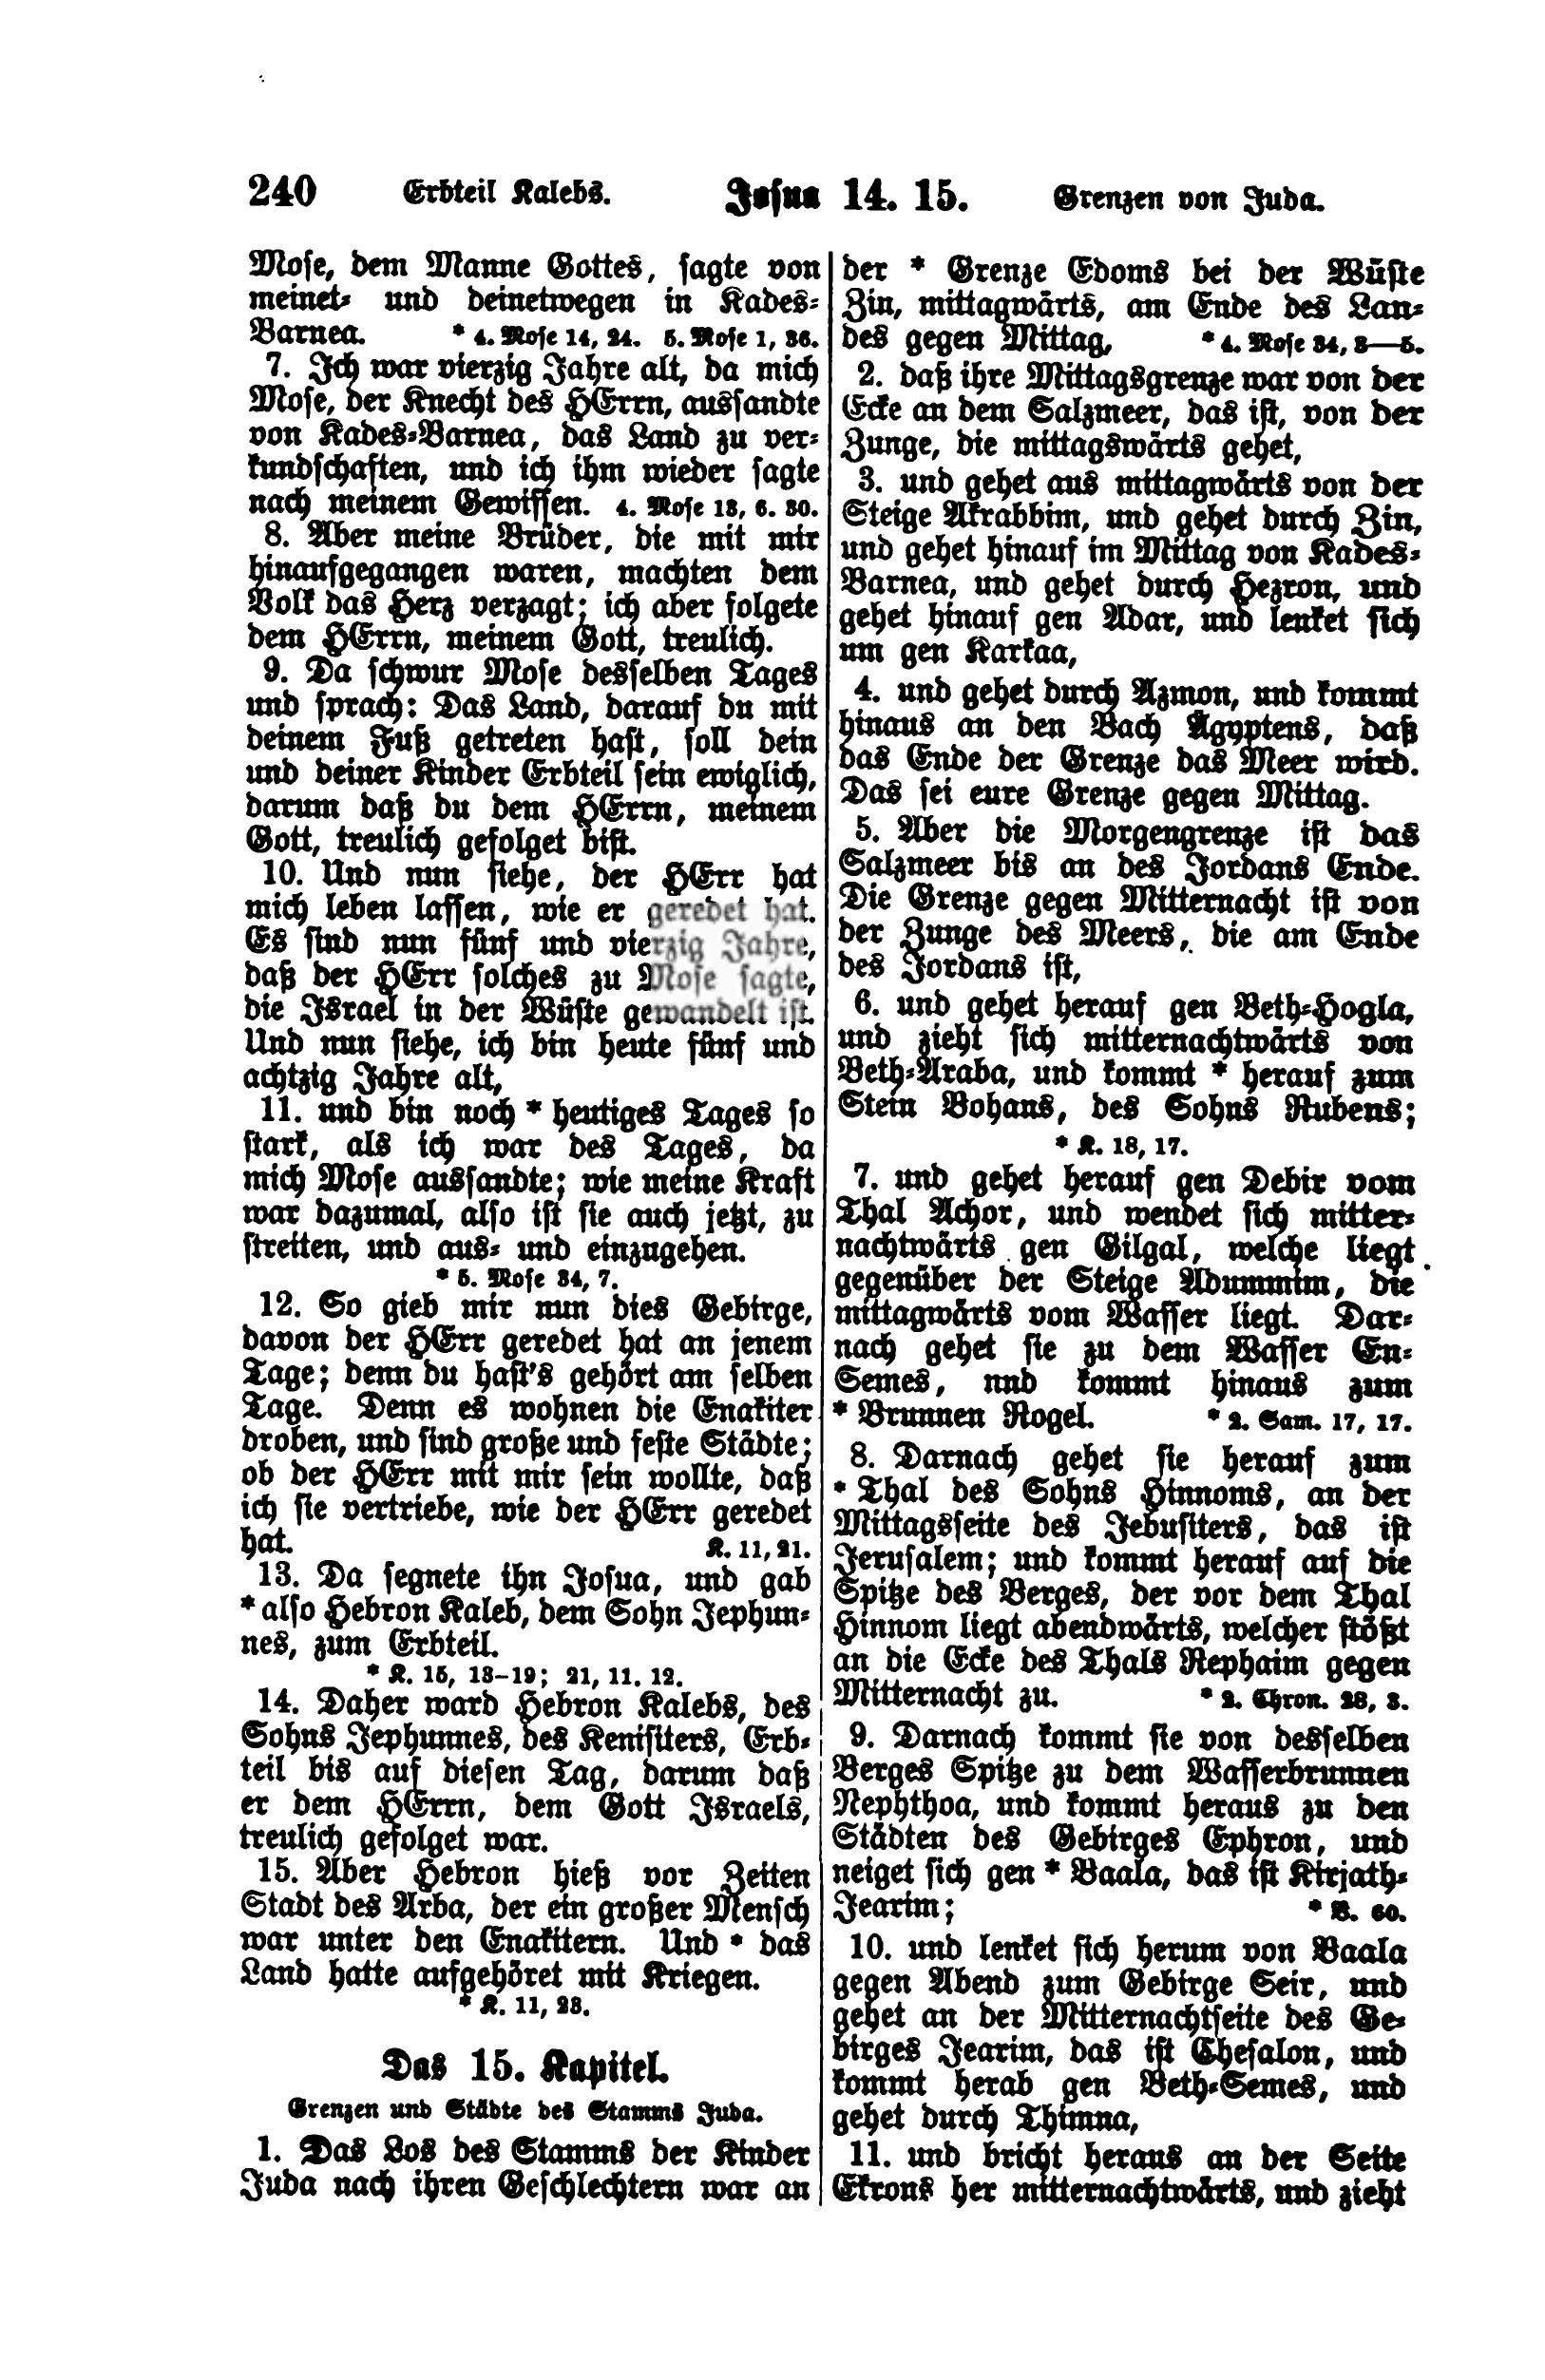 240 Erbteil Kalebs. Josua 14. 15. Grenzen von Juda.
Mose, dem Manne Gottes, sagte von
meinet- und deinetwegen in Kades-
Barnea. * 4. Mose 14, 24. 5. Mose 1, 36.
7. Ich war vierzig Jahre alt, da mich
Mose, der Knecht des HErrn, aussandte
von Kades-Barnea, das Land zu ver-
kundschaften, und ich ihm wieder sagte
nach meinem Gewissen. 4. Mose 13, 6. 30.
8. Aber meine Brüder, die mit mir
hinaufgegangen waren, machten dem
Volk das Herz verzagt; ich aber folgete
dem HErrn, meinem Gott, treulich.
9. Da schwur Mose desselben Tages
und sprach: Das Land, darauf du mit
deinem Fuß getreten hast, soll dein
und deiner Kinder Erbteil sein ewiglich,
darum daß du dem HErrn, meinem
Gott, treulich gefolget bist.
10. Und nun siehe, der HErr hat
mich leben lassen, wie er geredet hat.
Es sind nun fünf und vierzig Jahre,
daß der HErr solches zu Mose sagte,
die Israel in der Wüste gewandelt ist.
Und nun siehe, ich bin heute fünf und
achtzig Jahre alt,
11. und bin noch * heutiges Tages so
stark, als ich war des Tages, da
mich Mose aussandte; wie meine Kraft
war dazumal, also ist sie auch jetzt, zu
streiten, und aus- und einzugehen.
* 5. Mose 34, 7.
12. So gieb mir nun dies Gebirge,
davon der HErr geredet hat an jenem
Tage; denn du hast's gehört am selben
Tage. Denn es wohnen die Enakiter
droben, und sind große und feste Städte;
ob der HErr mit mir sein wollte, daß
ich sie vertriebe, wie der HErr geredet
hat. K. 11, 21.
13. Da segnete ihn Josua, und gab
* also Hebron Kaleb, dem Sohn Jephun-
nes, zum Erbteil.
* K. 15, 13-19; 21, 11. 12.
14. Daher ward Hebron Kalebs, des
Sohns Jephunnes, des Kenisiters, Erb-
teil bis auf diesen Tag, darum daß
er dem HErrn, dem Gott Israels,
treulich gefolget war.
15. Aber Hebron hieß vor Zeiten
Stadt des Arba, der ein großer Mensch
war unter den Enakitern. Und * das
Land hatte aufgehöret mit Kriegen.
* K. 11, 23.
Das 15. Kapitel.
Grenzen und Städte des Stamms Juda.
1. Das Los des Stamms der Kinder
Juda nach ihren Geschlechtern war an
der * Grenze Edoms bei der Wüste
Zin, mittagwärts, am Ende des Lan-
des gegen Mittag, * 4. Mose 34, 3—5.
2. daß ihre Mittagsgrenze war von der
Ecke an dem Salzmeer, das ist, von der
Zunge, die mittagswärts gehet,
3. und gehet aus mittagwärts von der
Steige Akrabbim, und gehet durch Zin,
und gehet hinauf im Mittag von Kades-
Barnea, und gehet durch Hezron, und
gehet hinauf gen Adar, und lenket sich
um gen Karkaa,
4. und gehet durch Azmon, und kommt
hinaus an den Bach Ägyptens, daß
das Ende der Grenze das Meer wird.
Das sei eure Grenze gegen Mittag.
5. Aber die Morgengrenze ist das
Salzmeer bis an des Jordans Ende.
Die Grenze gegen Mitternacht ist von
der Zunge des Meers, die am Ende
des Jordans ist,
6. und gehet herauf gen Beth-Hogla,
und zieht sich mitternachtwärts von
Beth-Araba, und kommt * herauf zum
Stein Bohans, des Sohns Rubens;
* K. 18, 17.
7. und gehet herauf gen Debir vom
Thal Achor, und wendet sich mitter-
nachtwärts gen Gilgal, welche liegt
gegenüber der Steige Adummim, die
mittagwärts vom Wasser liegt. Dar-
nach gehet sie zu dem Wasser En-
Semes, nnd kommt hinaus zum
* Brunnen Rogel. * 2. Sam. 17, 17.
8. Darnach gehet sie herauf zum
* Thal des Sohns Hinnoms, an der
Mittagsseite des Jebusiters, das ist
Jerusalem; und kommt herauf auf die
Spitze des Berges, der vor dem Thal
Hinnom liegt abendwärts, welcher stößt
an die Ecke des Thals Rephaim gegen
Mitternacht zu. * 2. Chron. 28, 3.
9. Darnach kommt sie von desselben
Berges Spitze zu dem Wasserbrunnen
Nephthoa, und kommt heraus zu den
Städten des Gebirges Ephron, und
neiget sich gen * Baala, das ist Kirjath-
Jearim; * B. 60.
10. und lenket sich herum von Baala
gegen Abend zum Gebirge Seir, und
gehet an der Mitternachtseite des Ge-
birges Jearim, das ist Chesalon, und
kommt herab gen Beth-Semes, und
gehet durch Thimna,
11. und bricht heraus an der Seite
Ekrons her mitternachtwärts, und zieht